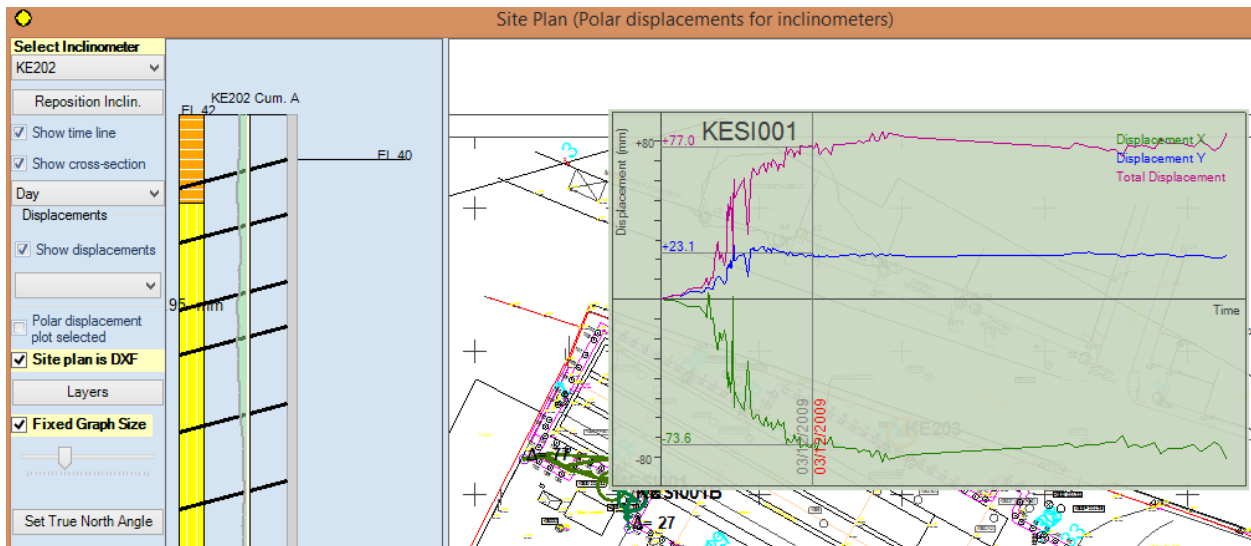 Site Plan (Polar displacements for inclinometers)
Select Inclinometer
KE202
Reposition Inclin.
Show time line
Show cross-section
Day
Displacements
Show displacements
Polar displacement
plot selected
Site plan is DXF
Layers
Fixed Graph Size
Set True North Angle
KE202 Cum. A
EL 42
EL 40
95 mm
KESI001
Displacement (mm)
+80
+77.0
+23.1
-73.6
-80
Displacement X
Displacement Y
Total Displacement
Time
03/12/2009
03/12/2009
KE203
Δ= 77
KESI001B
Δ= 27